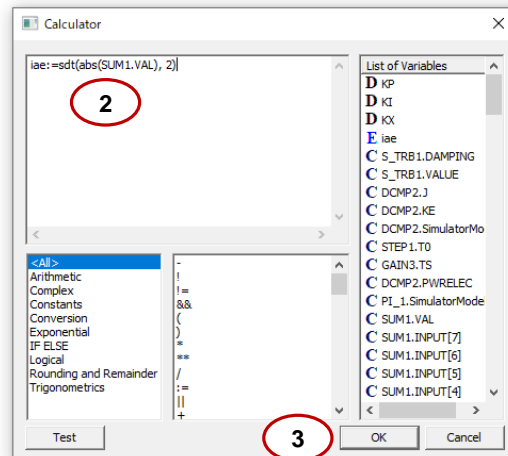 Calculator
iae:=sdt(abs(SUM1.VAL), 2)
2
List of Variables
D KP
D KI
D KX
E iae
C S_TRB1.DAMPING
C S_TRB1.VALUE
C DCMP2.J
C DCMP2.KE
C DCMP2.SimulatorMo
C STEP1.T0
C GAIN3.TS
C DCMP2.PWRELEC
C PI_1.SimulatorModel
C SUM1.VAL
C SUM1.INPUT[7]
C SUM1.INPUT[6]
C SUM1.INPUT[5]
C SUM1.INPUT[4]
<All>
Arithmetic
Complex
Constants
Conversion
Exponential
IF ELSE
Logical
Rounding and Remainder
Trigonometrics
-
!
!=
&&
(
)
*
**
/
:=
||
+
Test
3
OK
Cancel